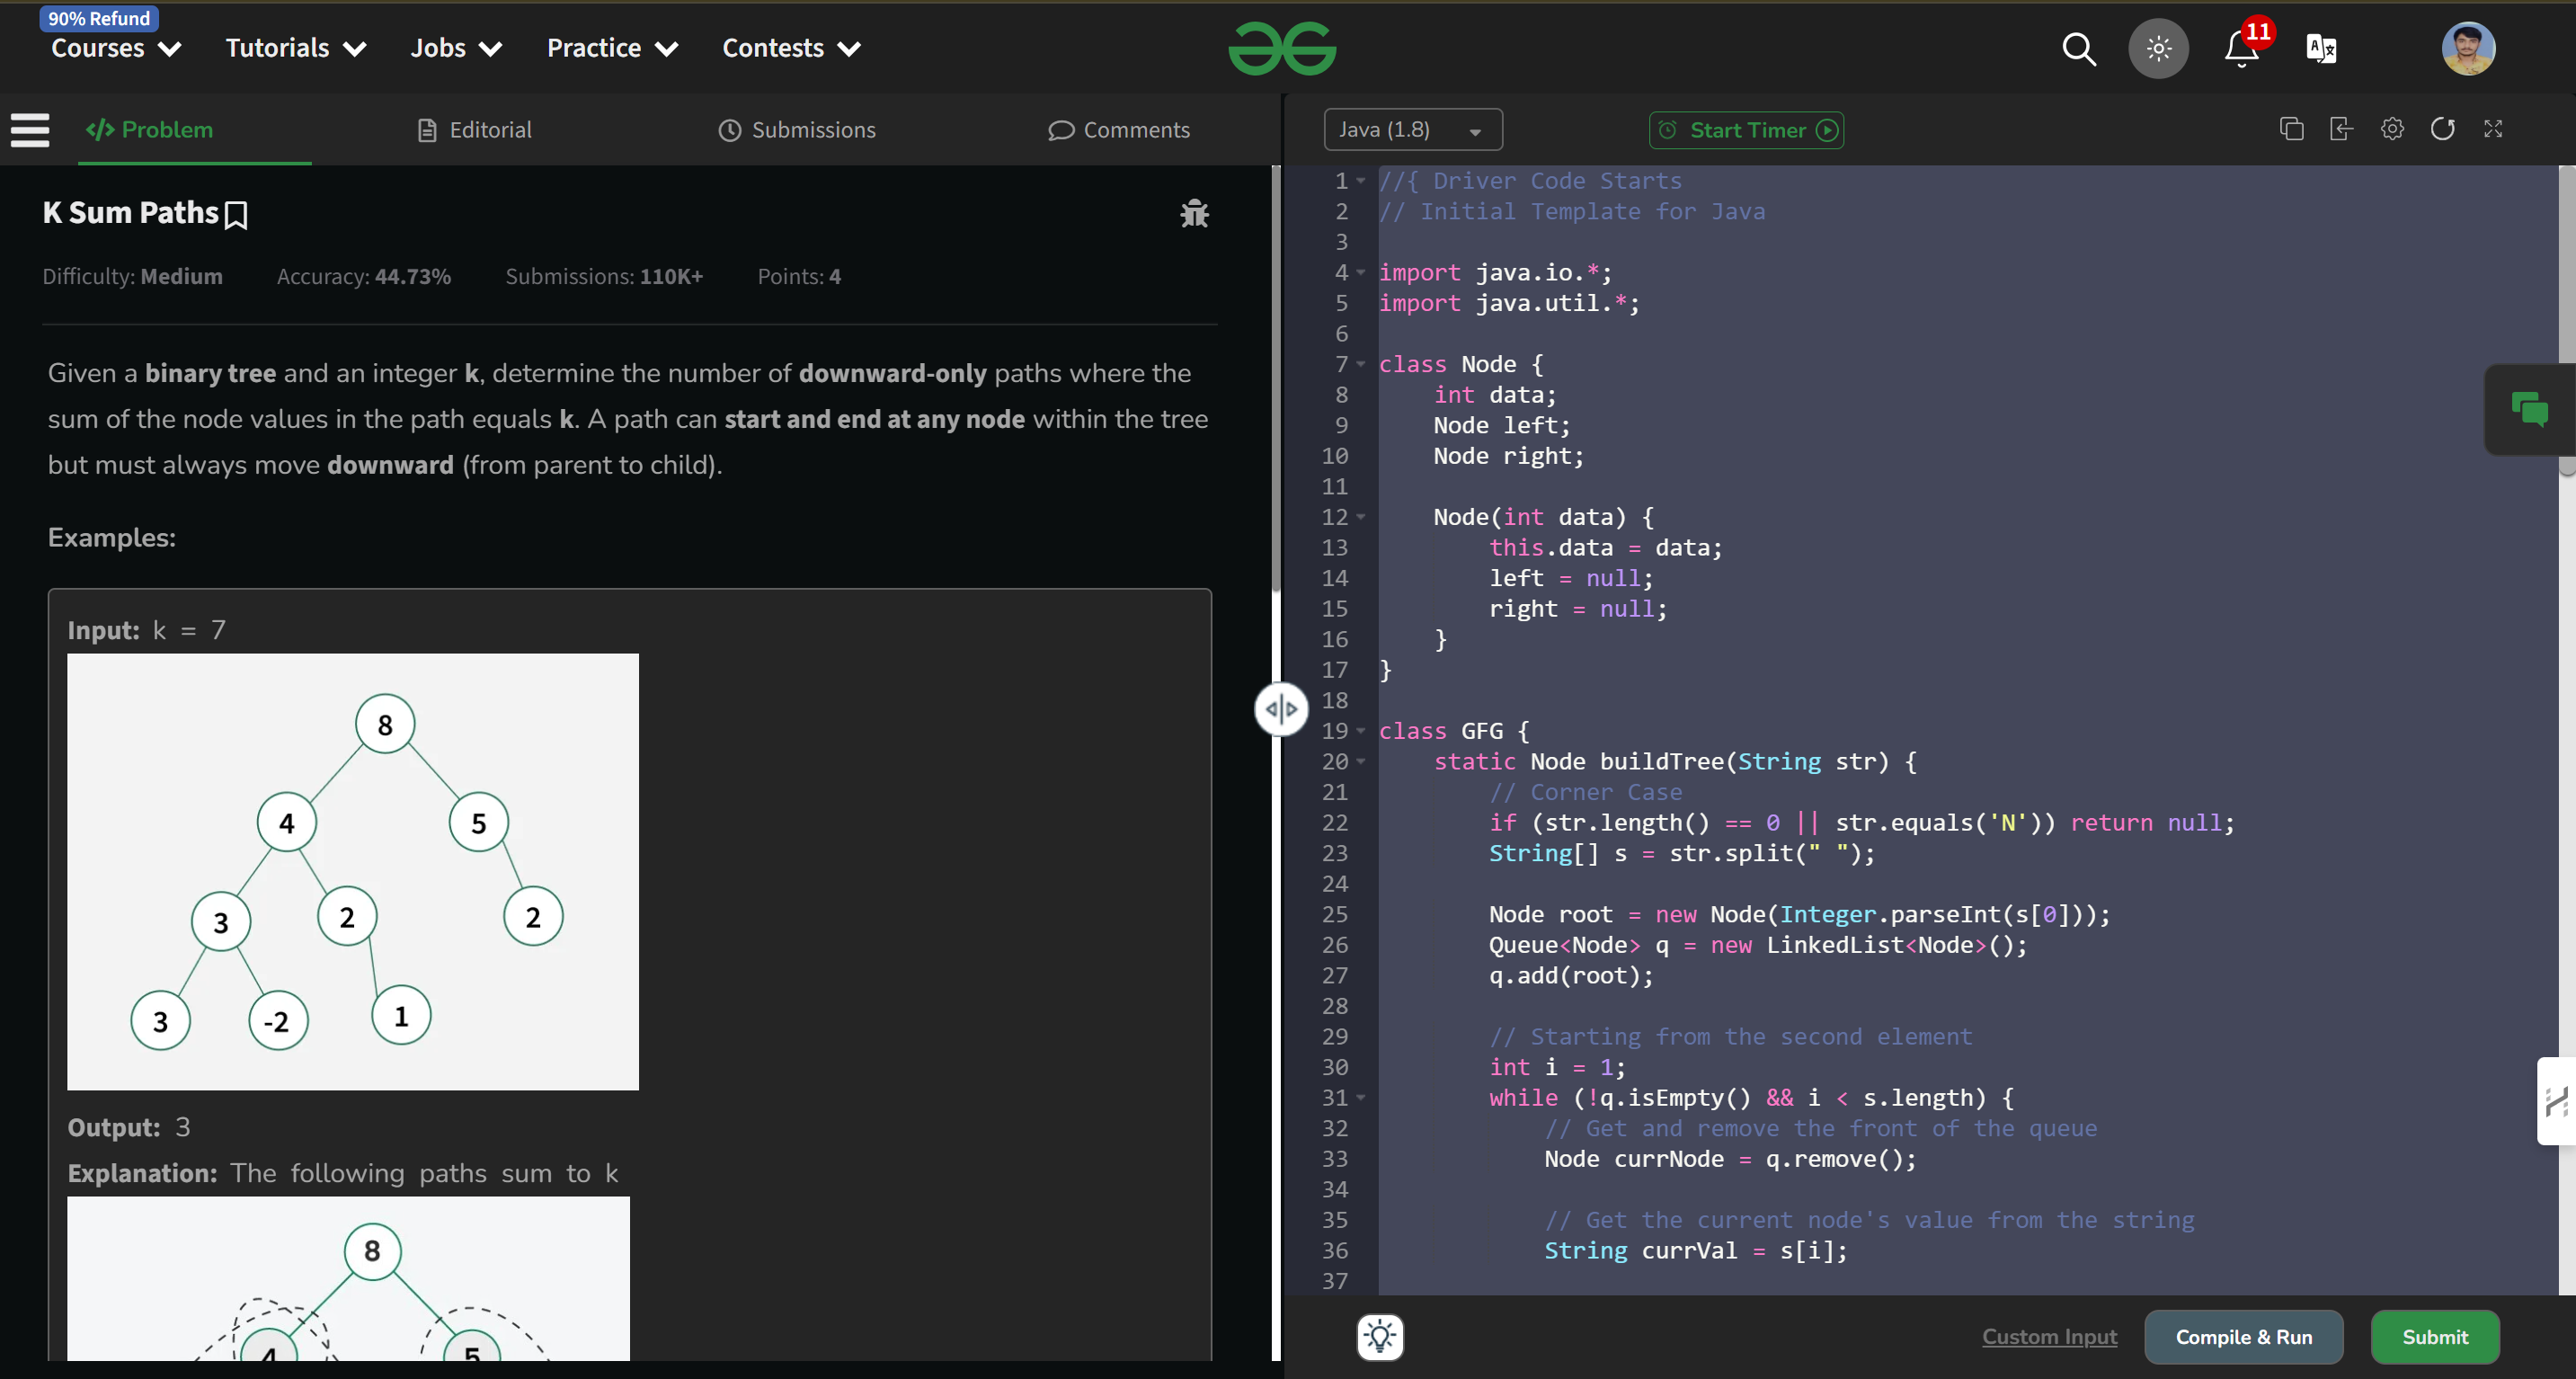 90% Refund
Courses Tutorials Jobs Practice Contests
11
Problem Editorial Submissions Comments
Java (1.8) Start Timer
K Sum Paths
Difficulty: Medium Accuracy: 44.73% Submissions: 110K+ Points: 4
Given a binary tree and an integer k, determine the number of downward-only paths where the
sum of the node values in the path equals k. A path can start and end at any node within the tree
but must always move downward (from parent to child).
Examples:
Input: k = 7
8
4 5
3 2 2
3 -2 1
Output: 3
Explanation: The following paths sum to k
8
4 5
1 //{ Driver Code Starts
2 // Initial Template for Java
3
4 import java.io.*;
5 import java.util.*;
6
7 class Node {
8 int data;
9 Node left;
10 Node right;
11
12 Node(int data) {
13 this.data = data;
14 left = null;
15 right = null;
16 }
17 }
18
19 class GFG {
20 static Node buildTree(String str) {
21 // Corner Case
22 if (str.length() == 0 || str.equals('N')) return null;
23 String[] s = str.split(" ");
24
25 Node root = new Node(Integer.parseInt(s[0]));
26 Queue<Node> q = new LinkedList<Node>();
27 q.add(root);
28
29 // Starting from the second element
30 int i = 1;
31 while (!q.isEmpty() && i < s.length) {
32 // Get and remove the front of the queue
33 Node currNode = q.remove();
34
35 // Get the current node's value from the string
36 String currVal = s[i];
37
Custom Input Compile & Run Submit